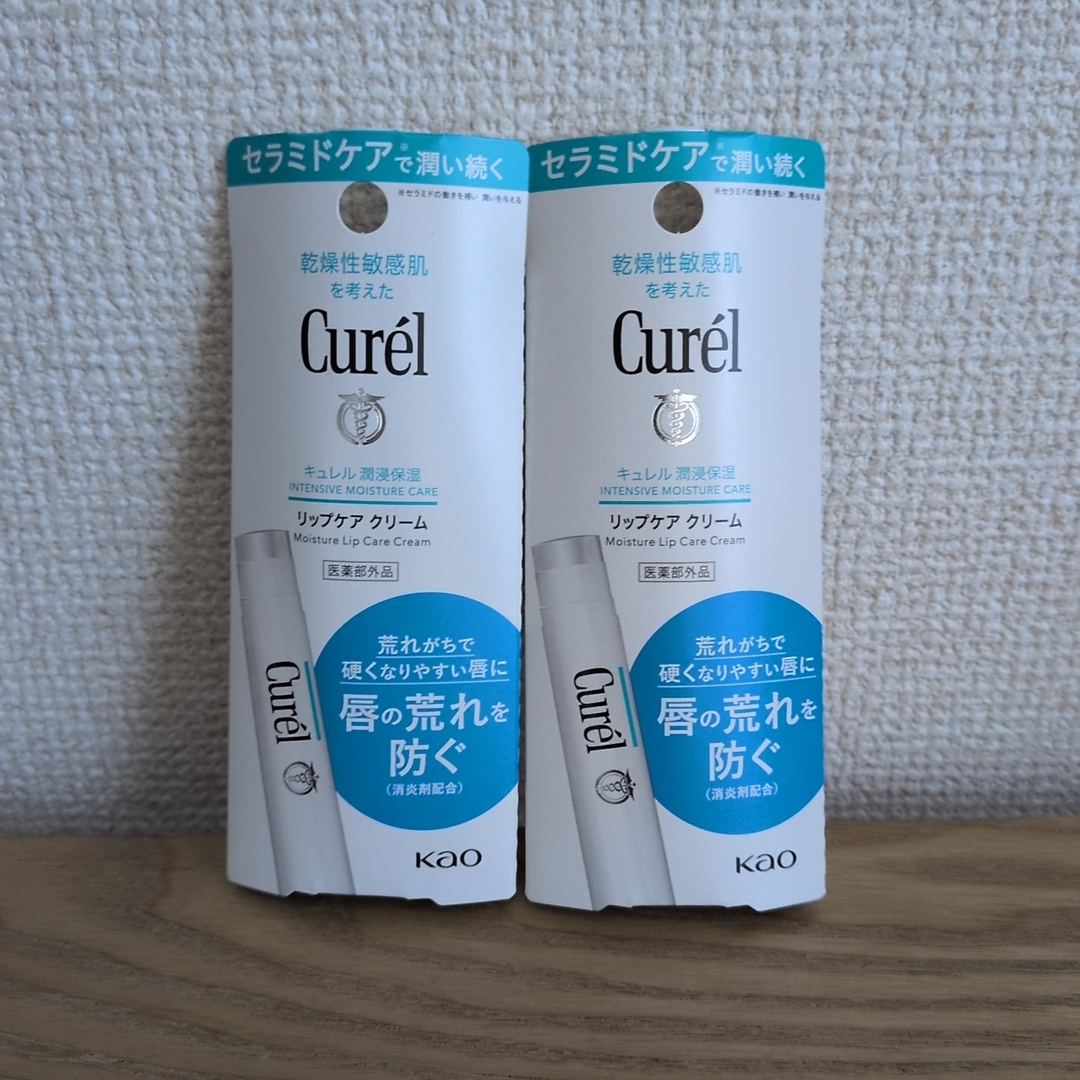 セラミドケア※で潤い続く
※セラミドの働きを補い 潤いを与える
乾燥性敏感肌
を考えた
Curél
キュレル 潤浸保湿
INTENSIVE MOISTURE CARE
リップケア クリーム
Moisture Lip Care Cream
医薬部外品
荒れがちで
硬くなりやすい唇に
唇の荒れを
防ぐ
(消炎剤配合)
Curél
Kao
セラミドケア※で潤い続く
※セラミドの働きを補い 潤いを与える
乾燥性敏感肌
を考えた
Curél
キュレル 潤浸保湿
INTENSIVE MOISTURE CARE
リップケア クリーム
Moisture Lip Care Cream
医薬部外品
荒れがちで
硬くなりやすい唇に
唇の荒れを
防ぐ
(消炎剤配合)
Curél
Kao